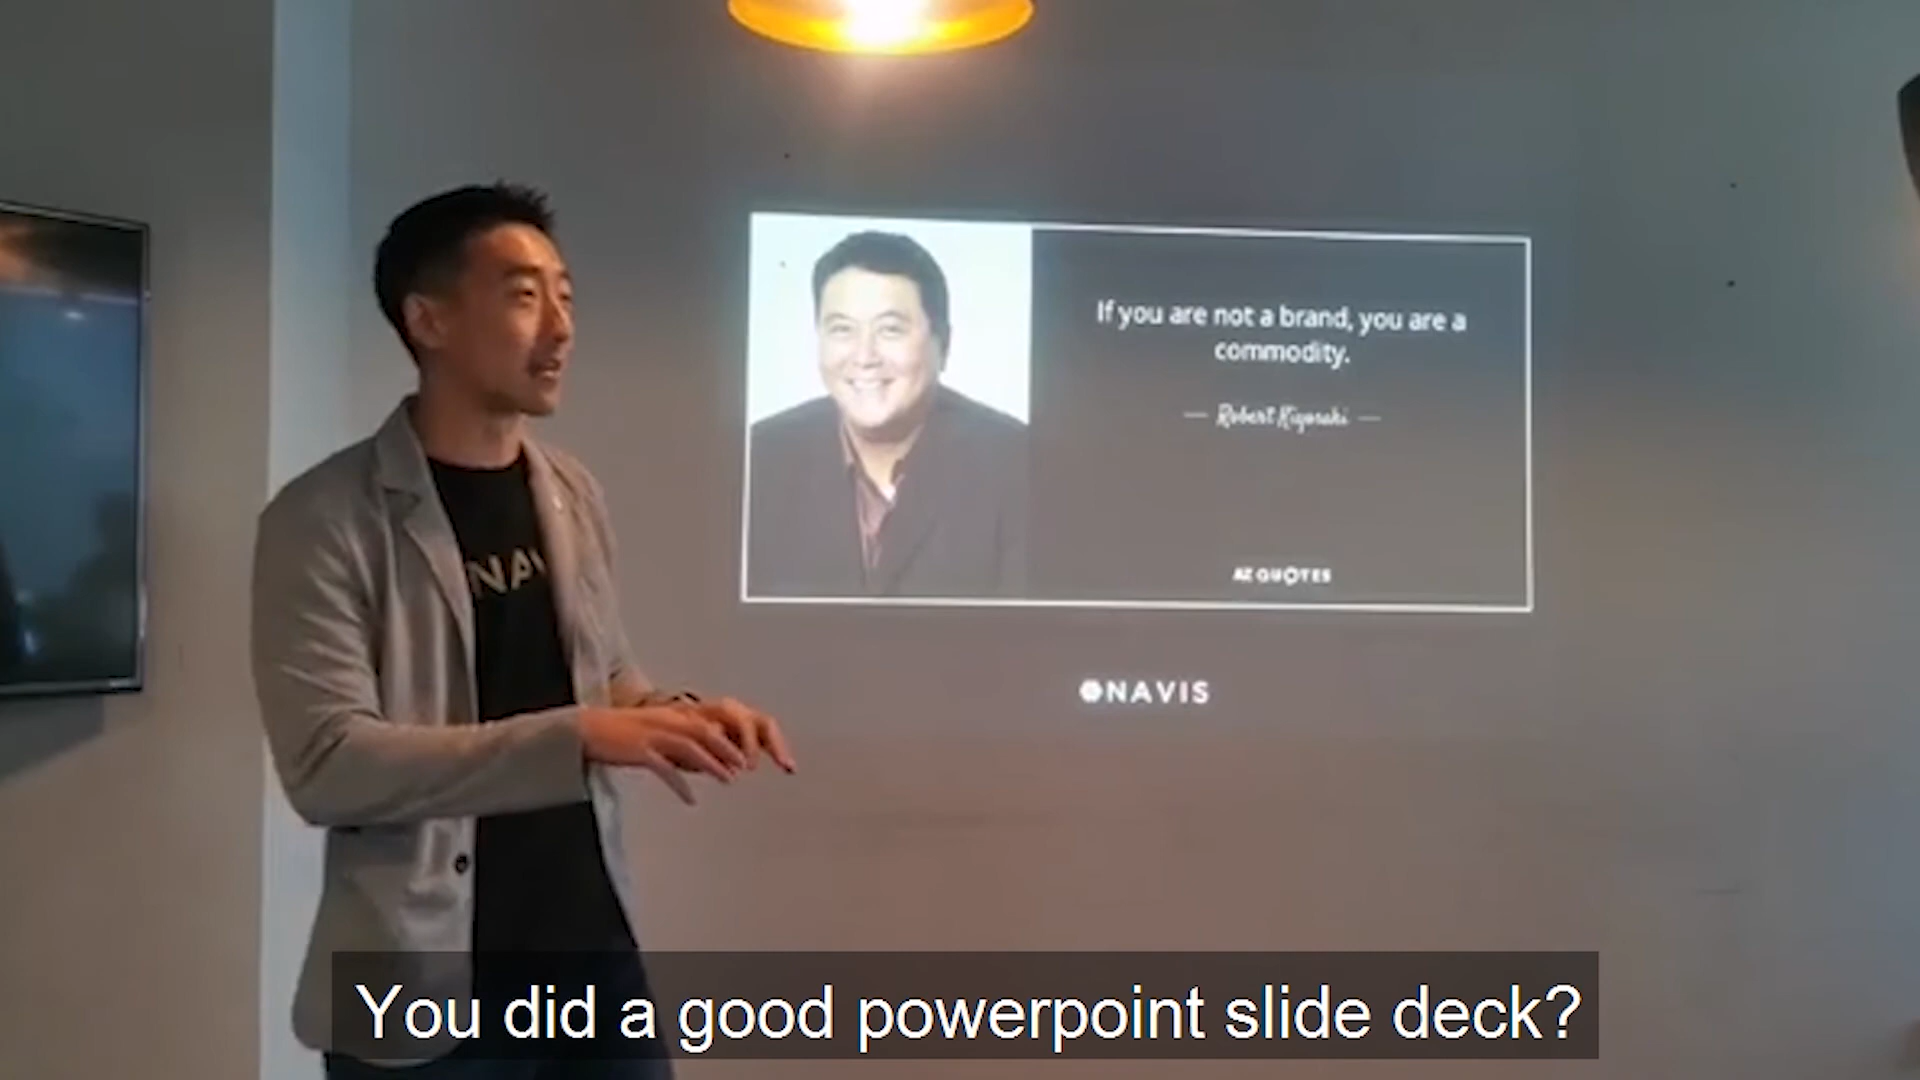 If you are not a brand, you are a
commodity.
— Robert Kiyosaki —
AZ QUOTES
NAVIS
NAV
You did a good powerpoint slide deck?